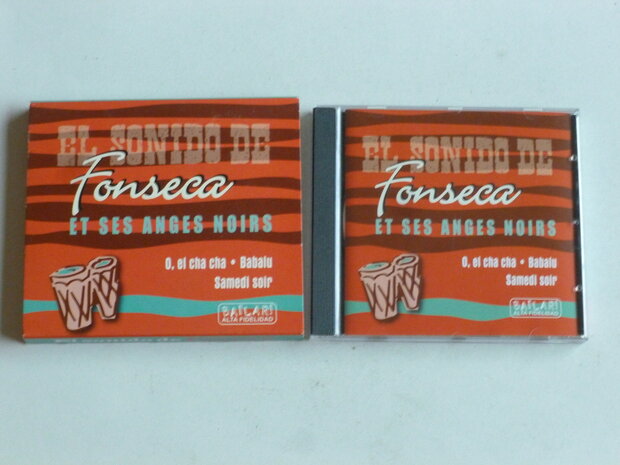 EL SONIDO DE
Fonseca
ET SES ANGES NOIRS
O, el cha cha • Babalu
Samedi soir
BAILAR!
ALTA FIDELIDAD
EL SONIDO DE
Fonseca
ET SES ANGES NOIRS
O, el cha cha • Babalu
Samedi soir
BAILAR!
ALTA FIDELIDAD